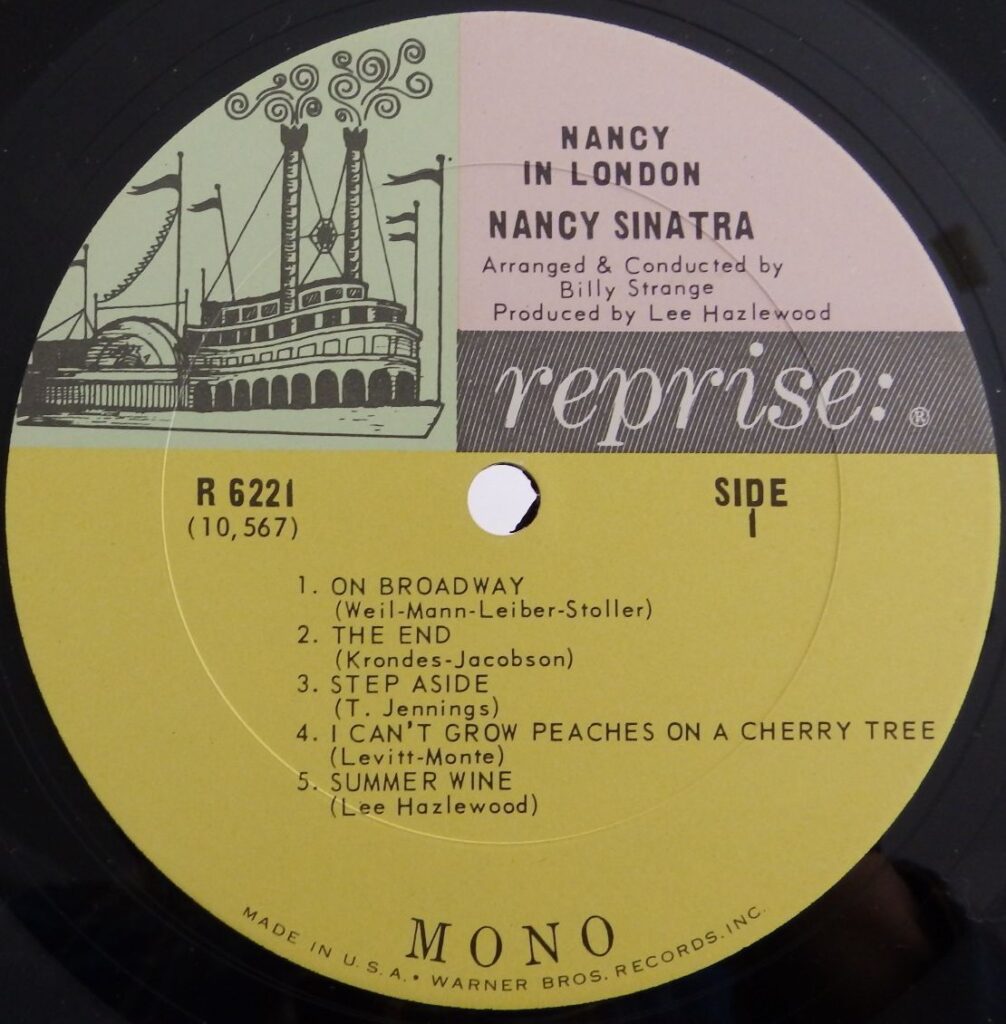 NANCY
IN LONDON
NANCY SINATRA
Arranged & Conducted by
Billy Strange
Produced by Lee Hazlewood
reprise: ®
R 6221
(10,567)
SIDE
1
1. ON BROADWAY
(Weil-Mann-Leiber-Stoller)
2. THE END
(Krondes-Jacobson)
3. STEP ASIDE
(T. Jennings)
4. I CAN'T GROW PEACHES ON A CHERRY TREE
(Levitt-Monte)
5. SUMMER WINE
(Lee Hazlewood)
MONO
MADE IN U.S.A. • WARNER BROS. RECORDS. INC.